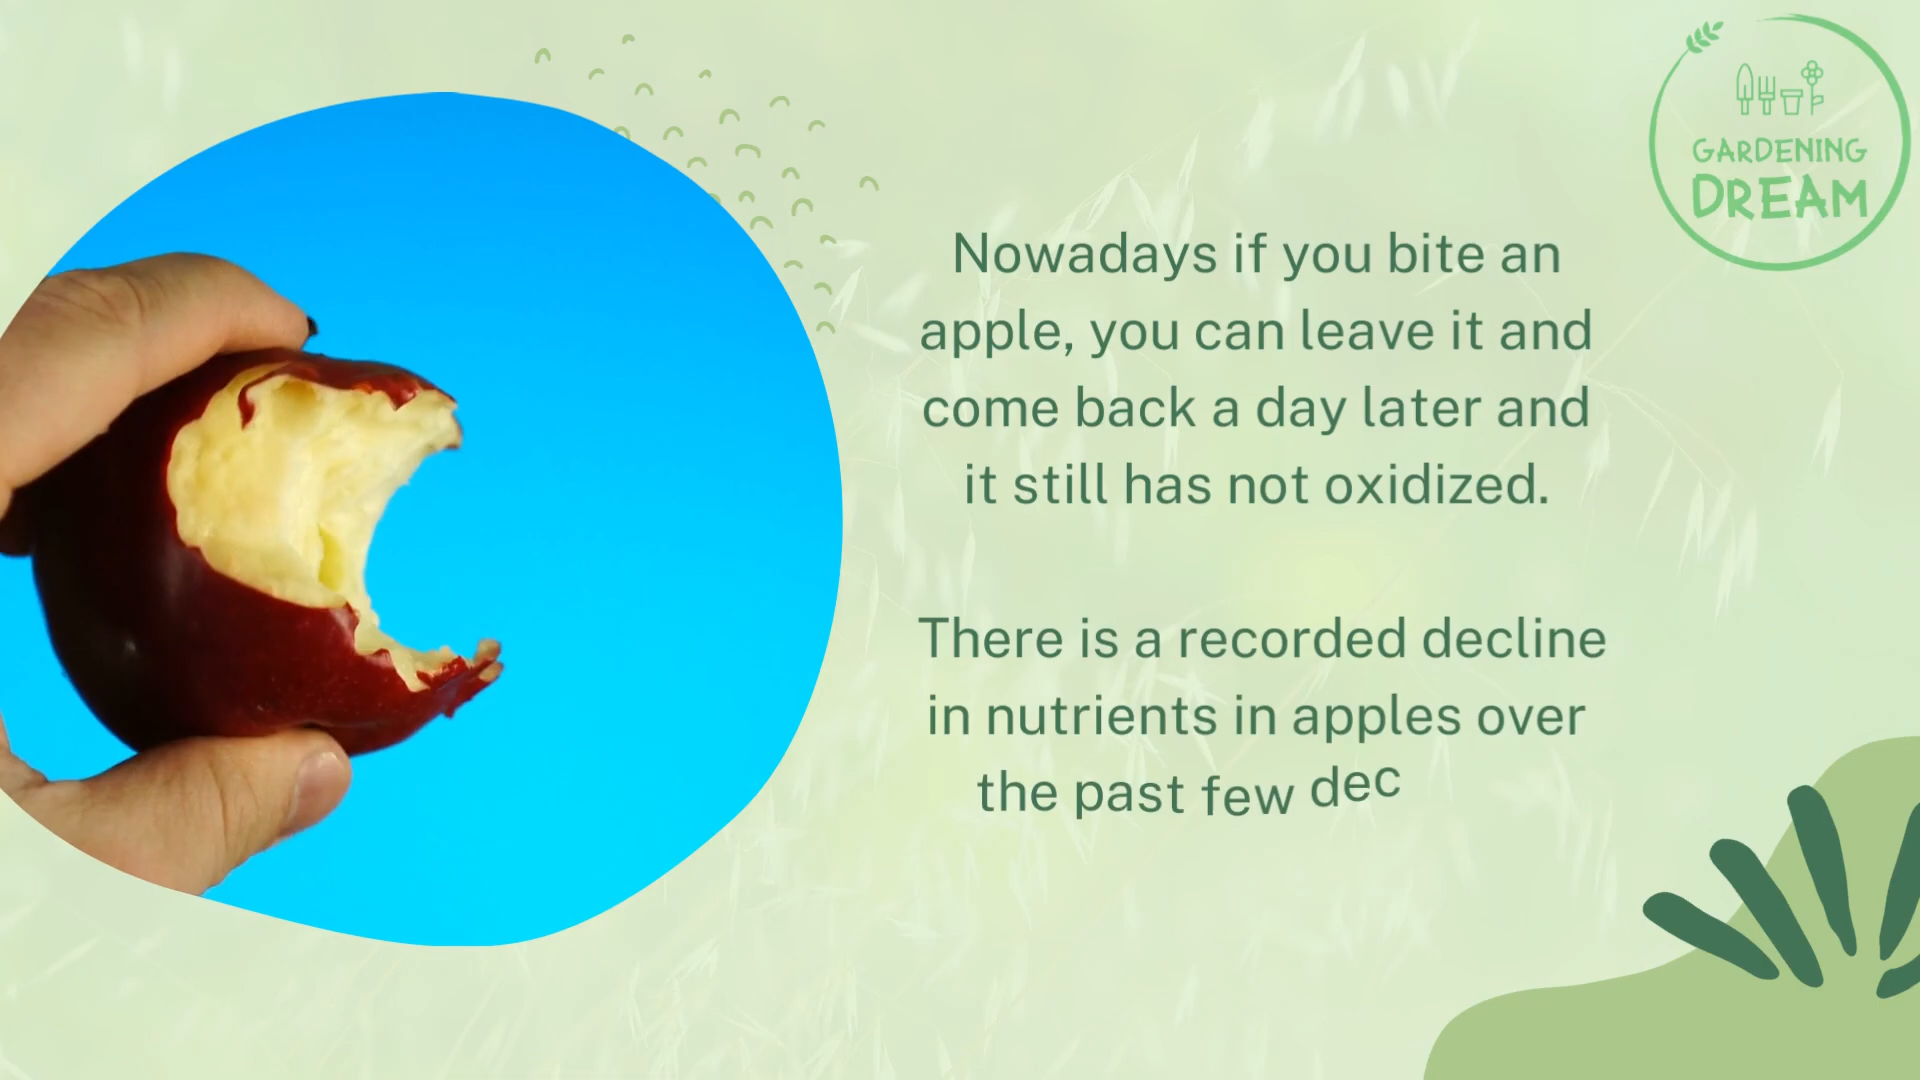 GARDENING
DREAM
Nowadays if you bite an
apple, you can leave it and
come back a day later and
it still has not oxidized.
There is a recorded decline
in nutrients in apples over
the past few dec